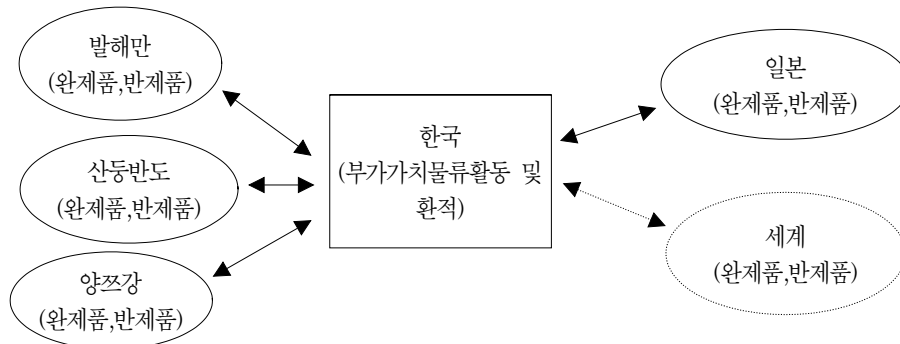 발해만
(완제품,반제품)
산둥반도
(완제품,반제품)
양쯔강
(완제품,반제품)
한국
(부가가치물류활동 및
환적)
일본
(완제품,반제품)
세계
(완제품,반제품)